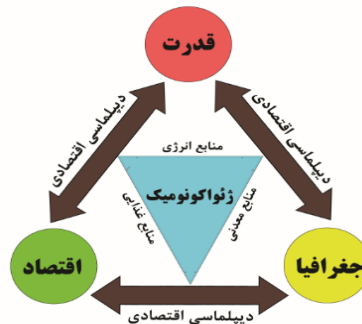 قدرت
دیپلماسی اقتصادی
دیپلماسی اقتصادی
منابع انرژی
ژئواکونومیک
منابع معدنی
منابع غذایی
جغرافیا
اقتصاد
دیپلماسی اقتصادی